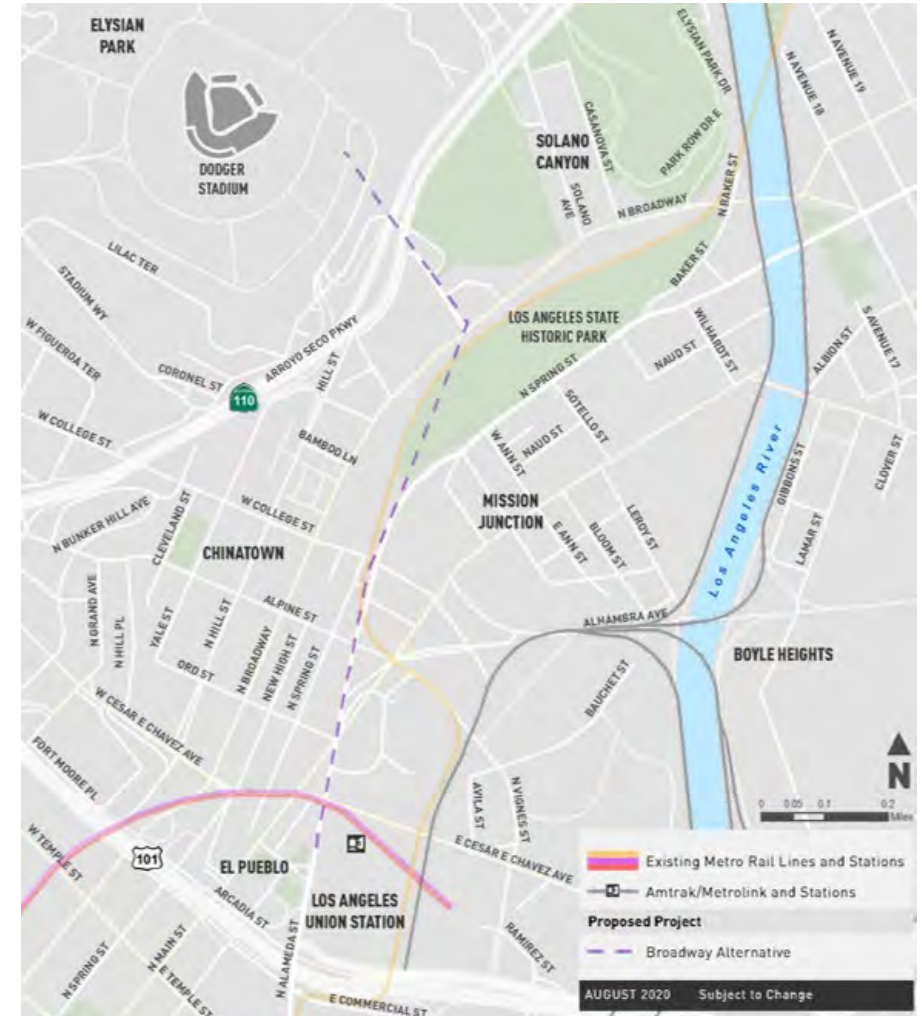 ELYSIAN
PARK
DODGER
STADIUM
SOLANO
CANYON
ELYSIAN PARK DR
N AVENUE 19
N AVENUE 18
CASANOVA ST
PARK ROW DR E
SOLANO
AVE
N BROADWAY
N BAKER ST
BAKER ST
LILAC TER
STADIUM WY
W FIGUEROA TER
CORONEL ST
ARROYO SECO PKWY
HILL ST
110
LOS ANGELES STATE
HISTORIC PARK
N SPRING ST
WILHARDT ST
NAUD ST
ALBION ST
S AVENUE 17
W COLLEGE ST
BAMBOO LN
SOTELLO ST
NAUD ST
W ANN ST
MISSION
JUNCTION
LEROY ST
BLOOM ST
E ANN ST
Los Angeles River
GIBBONS ST
CLOVER ST
LAMAR ST
N BUNKER HILL AVE
CLEVELAND ST
W COLLEGE ST
CHINATOWN
ALPINE ST
N GRAND AVE
N HILL PL
YALE ST
N HILL ST
ORD ST
N BROADWAY
NEW HIGH ST
N SPRING ST
ALHAMBRA AVE
BOYLE HEIGHTS
BAUCHET ST
W CESAR E CHAVEZ AVE
FORT MOORE PL
W TEMPLE ST
101
EL PUEBLO
ARCADIA ST
LOS ANGELES
UNION STATION
AVILA ST
N VIGNES ST
E CESAR E CHAVEZ AVE
RAMIREZ ST
N SPRING ST
N MAIN ST
E TEMPLE ST
N ALAMEDA ST
E COMMERCIAL ST
N
0 0.05 0.1 0.2
Miles
Existing Metro Rail Lines and Stations
Amtrak/Metrolink and Stations
Proposed Project
Broadway Alternative
AUGUST 2020 Subject to Change